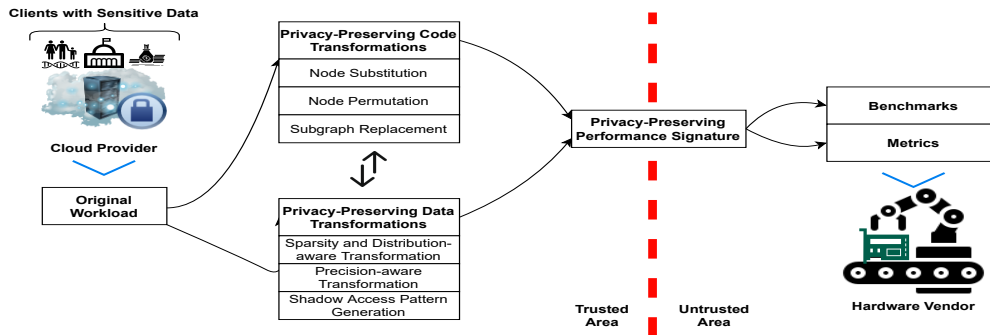 Clients with Sensitive Data
Cloud Provider
Original
Workload
Privacy-Preserving Code
Transformations
Node Substitution
Node Permutation
Subgraph Replacement
Privacy-Preserving Data
Transformations
Sparsity and Distribution-
aware Transformation
Precision-aware
Transformation
Shadow Access Pattern
Generation
Privacy-Preserving
Performance Signature
Trusted
Area
Untrusted
Area
Benchmarks
Metrics
Hardware Vendor